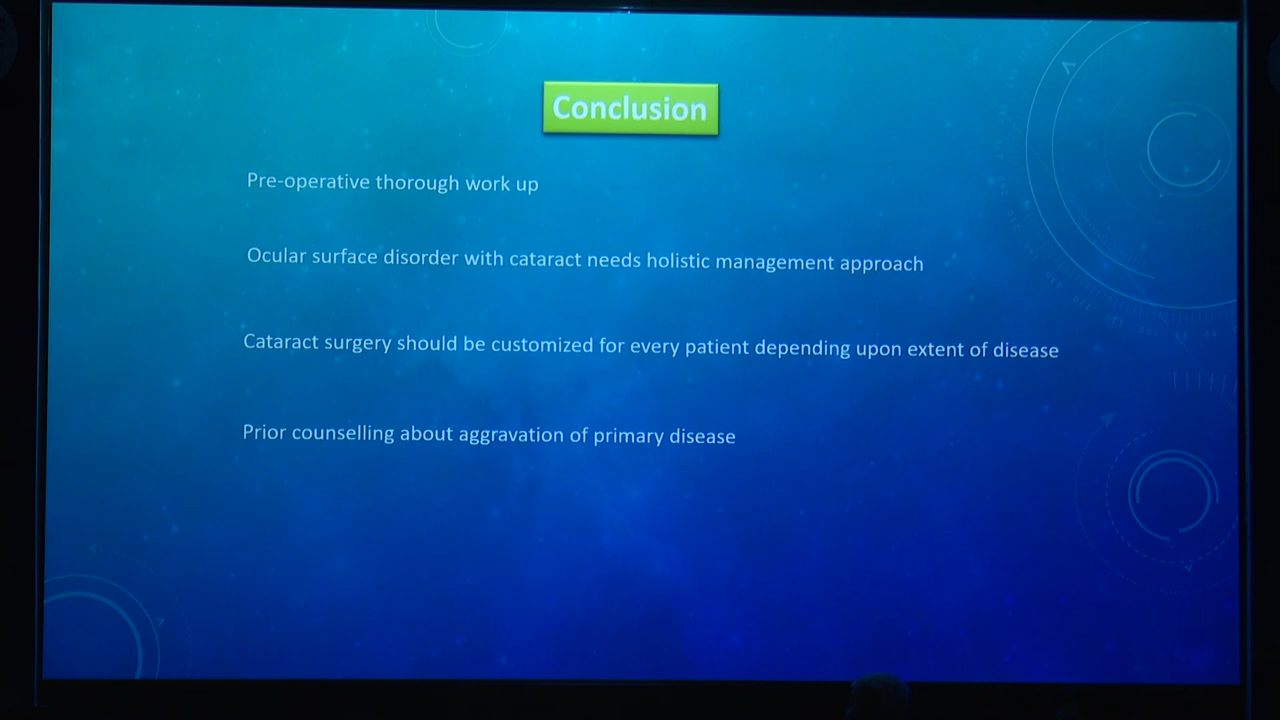 Conclusion
Pre-operative thorough work up
Ocular surface disorder with cataract needs holistic management approach
Cataract surgery should be customized for every patient depending upon extent of disease
Prior counselling about aggravation of primary disease